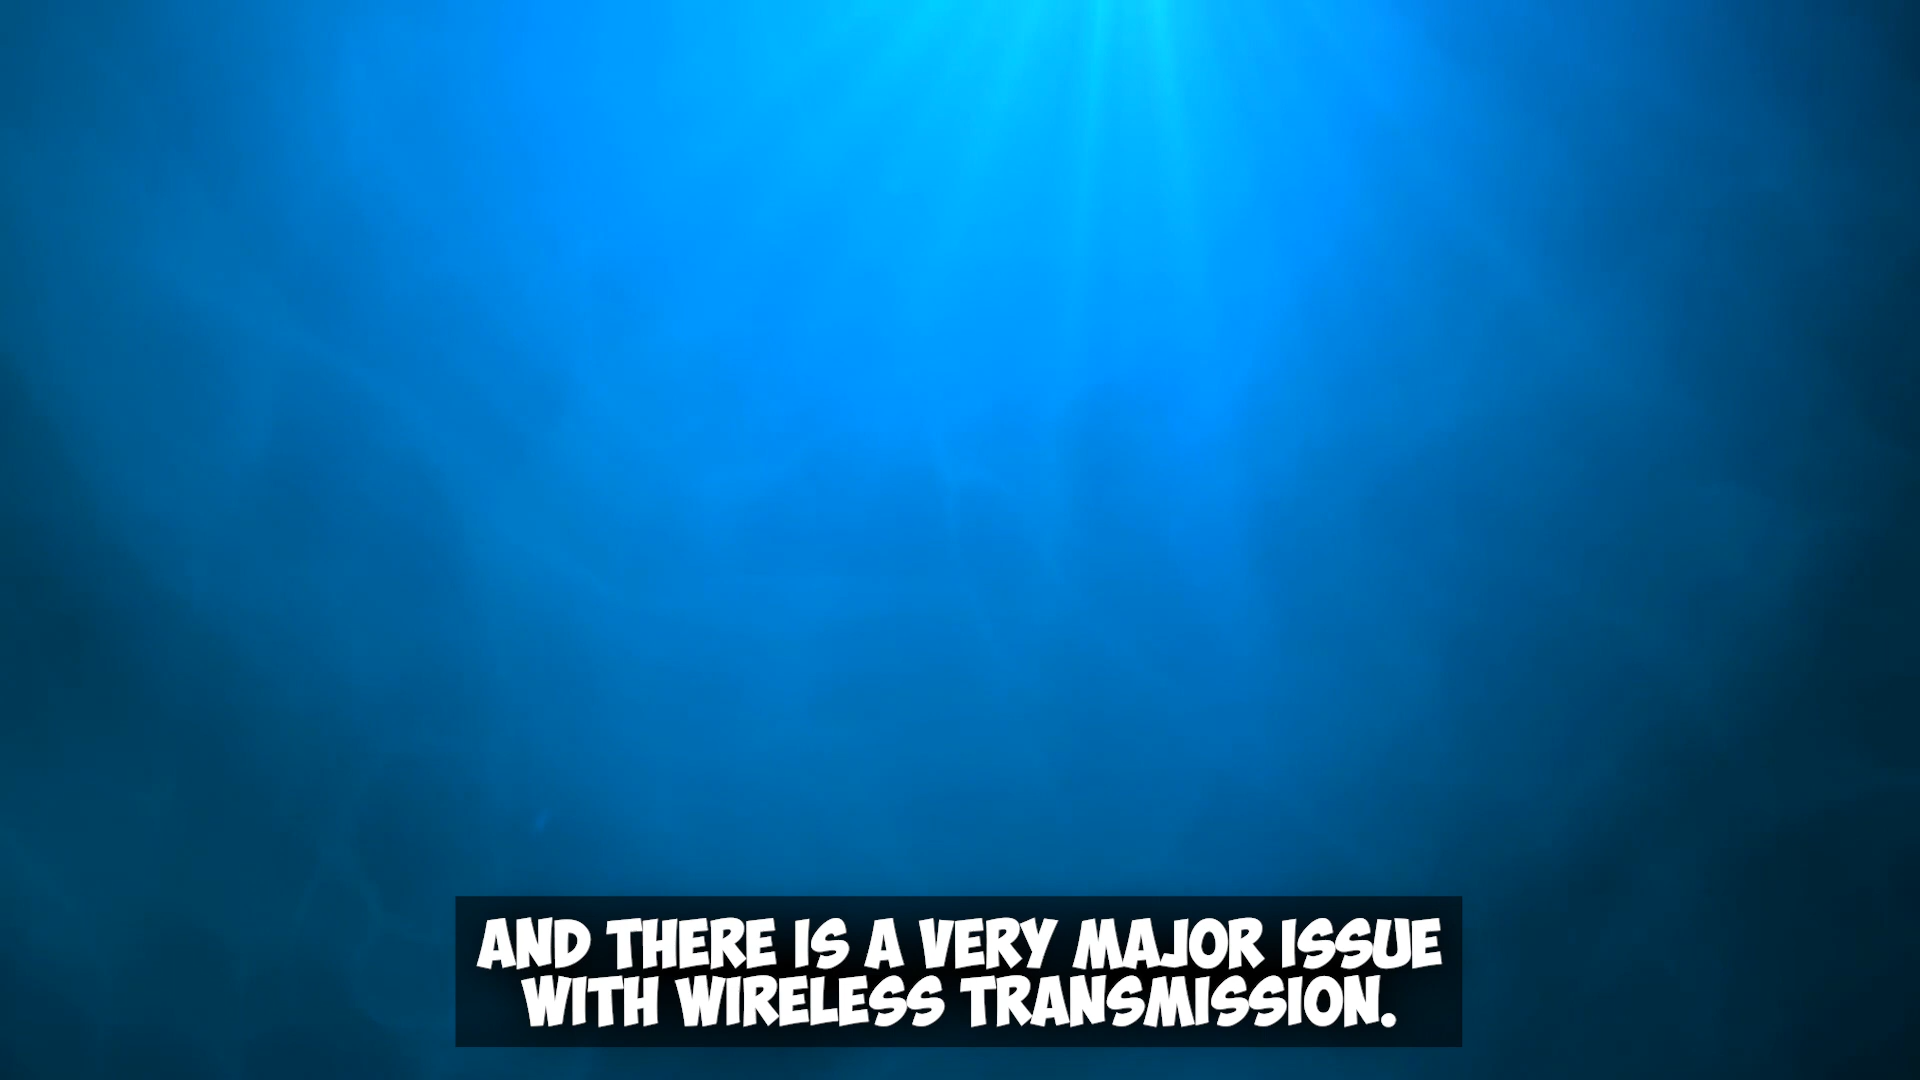 AND THERE IS A VERY MAJOR ISSUE
WITH WIRELESS TRANSMISSION.